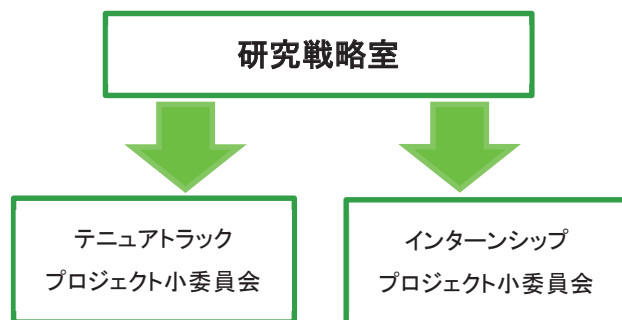 研究戦略室
テニュアトラック
プロジェクト小委員会
インターンシップ
プロジェクト小委員会